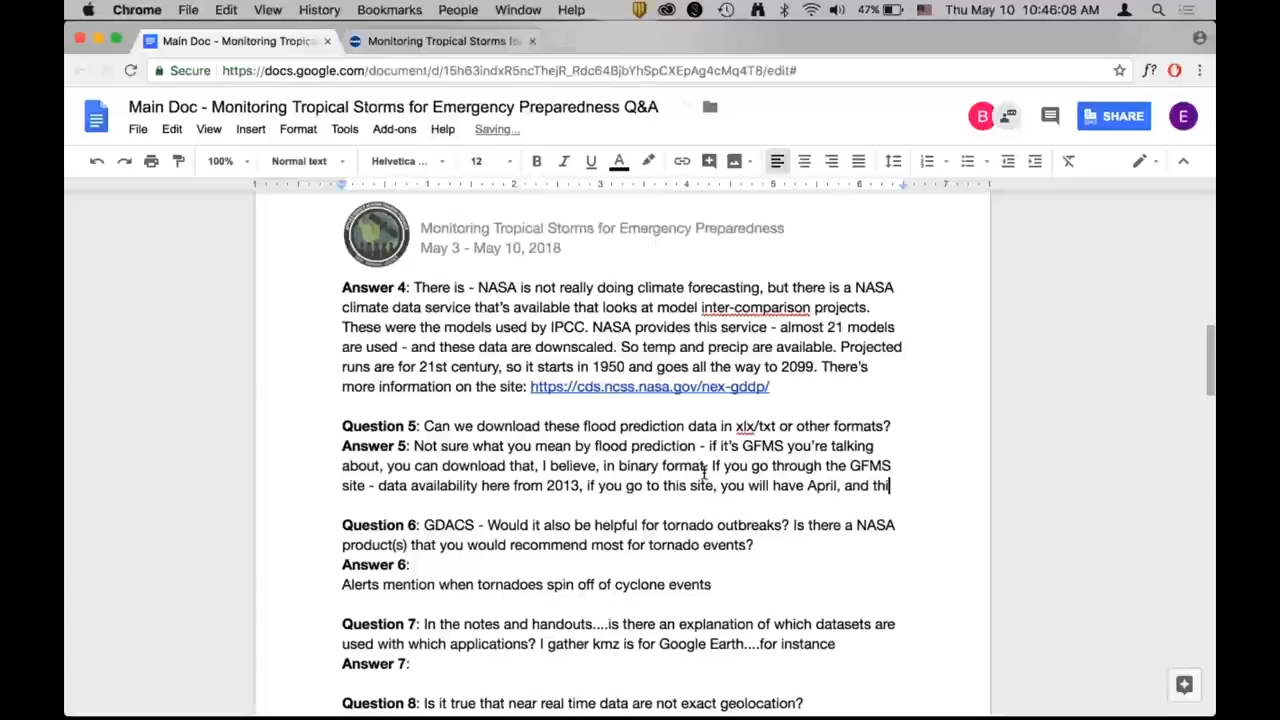 Chrome File Edit View History Bookmarks People Window Help 47% Thu May 10 10:46:08 AM
Main Doc - Monitoring Tropica × Monitoring Tropical Storms fo ×
Secure https://docs.google.com/document/d/15h63indxR5ncThejR_Rdc64BjbYhSpCXEpAg4cMq4T8/edit#
Main Doc - Monitoring Tropical Storms for Emergency Preparedness Q&A
File Edit View Insert Format Tools Add-ons Help Saving...
B SHARE E
100% Normal text Helvetica ... 12 B I U A
1 1 2 3 4 5 6 7
Monitoring Tropical Storms for Emergency Preparedness
May 3 - May 10, 2018
Answer 4: There is - NASA is not really doing climate forecasting, but there is a NASA
climate data service that's available that looks at model inter-comparison projects.
These were the models used by IPCC. NASA provides this service - almost 21 models
are used - and these data are downscaled. So temp and precip are available. Projected
runs are for 21st century, so it starts in 1950 and goes all the way to 2099. There's
more information on the site: https://cds.ncss.nasa.gov/nex-gddp/
Question 5: Can we download these flood prediction data in xlx/txt or other formats?
Answer 5: Not sure what you mean by flood prediction - if it's GFMS you're talking
about, you can download that, I believe, in binary format. If you go through the GFMS
site - data availability here from 2013, if you go to this site, you will have April, and thi
Question 6: GDACS - Would it also be helpful for tornado outbreaks? Is there a NASA
product(s) that you would recommend most for tornado events?
Answer 6:
Alerts mention when tornadoes spin off of cyclone events
Question 7: In the notes and handouts....is there an explanation of which datasets are
used with which applications? I gather kmz is for Google Earth....for instance
Answer 7:
Question 8: Is it true that near real time data are not exact geolocation?